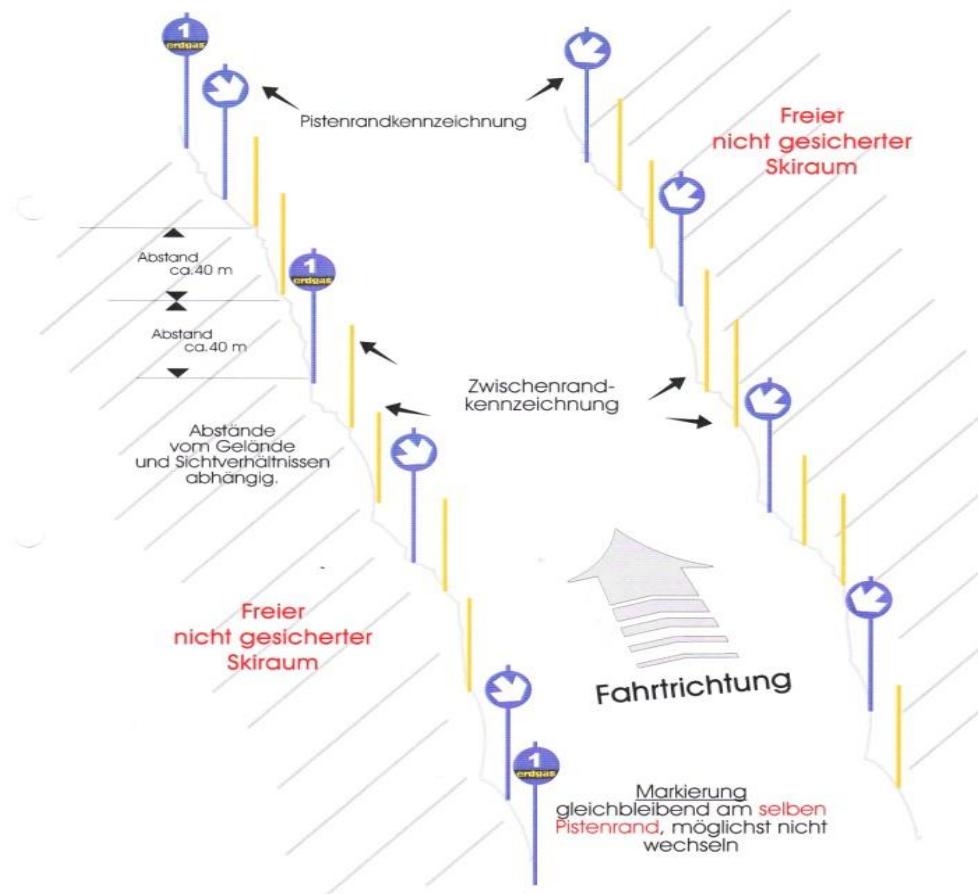 1
erdgas
Pistenrandkennzeichnung
Freier
nicht gesicherter
Skiraum
Abstand
ca.40 m
1
erdgas
Abstand
ca.40 m
Zwischenrand-
kennzeichnung
Abstände
vom Gelände
und Sichtverhältnissen
abhängig.
Freier
nicht gesicherter
Skiraum
Fahrtrichtung
1
erdgas
Markierung
gleichbleibend am selben
Pistenrand, möglichst nicht
wechseln